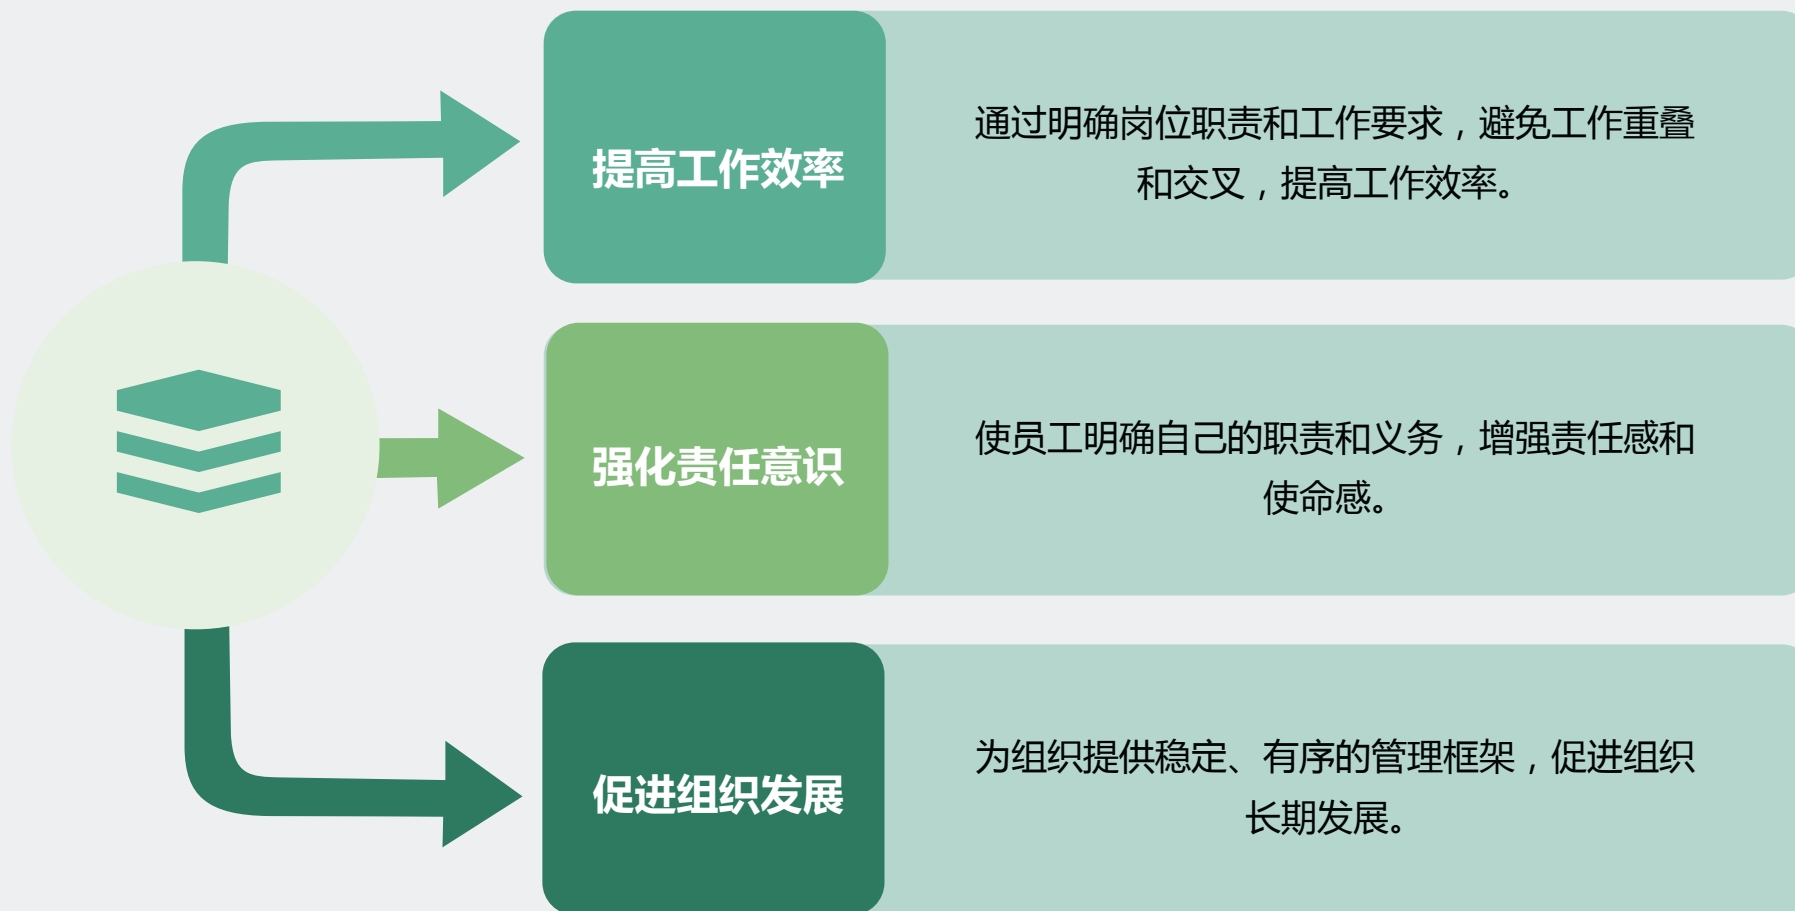 提高工作效率
通过明确岗位职责和工作要求，避免工作重叠
和交叉，提高工作效率。
强化责任意识
使员工明确自己的职责和义务，增强责任感和
使命感。
促进组织发展
为组织提供稳定、有序的管理框架，促进组织
长期发展。